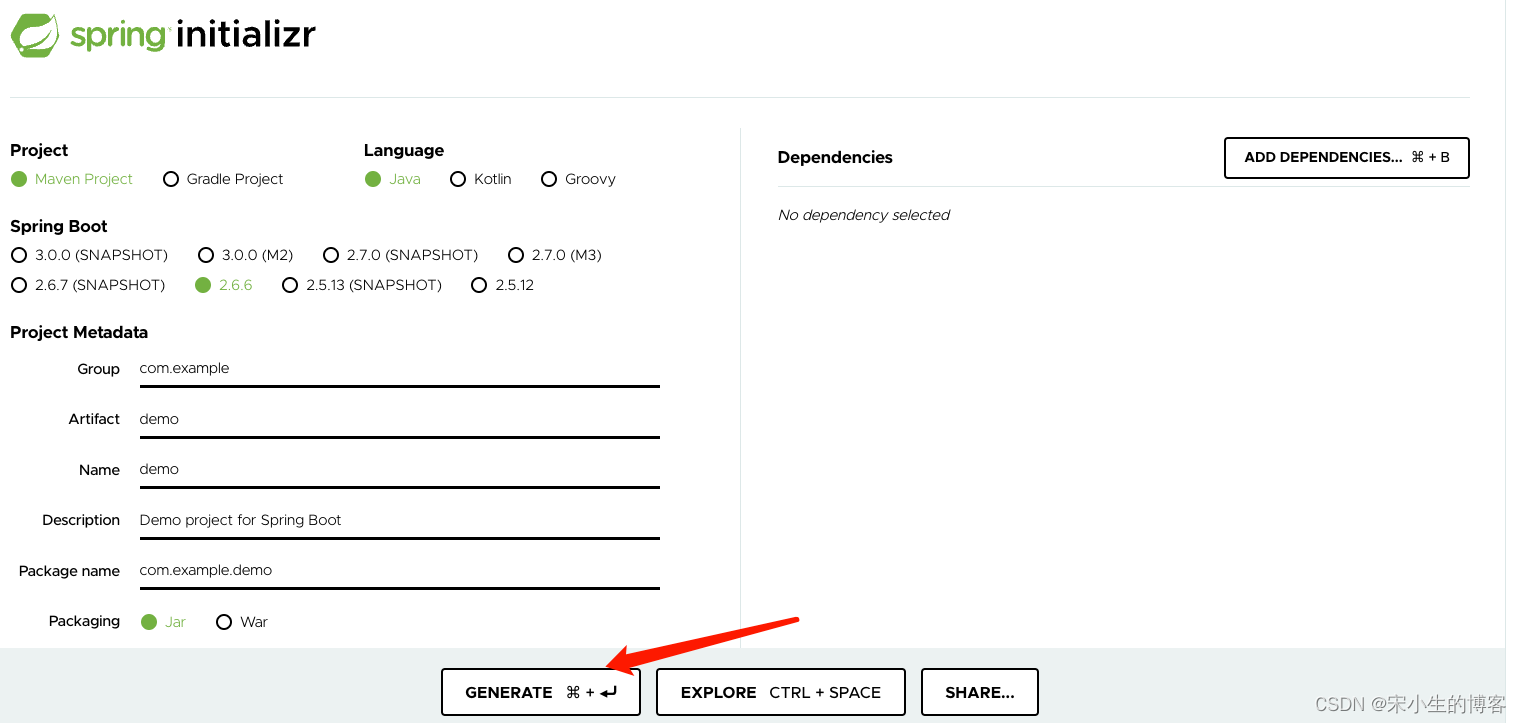 spring initializr
Project
Maven Project Gradle Project
Language
Java Kotlin Groovy
Spring Boot
3.0.0 (SNAPSHOT) 3.0.0 (M2) 2.7.0 (SNAPSHOT) 2.7.0 (M3)
2.6.7 (SNAPSHOT) 2.6.6 2.5.13 (SNAPSHOT) 2.5.12
Project Metadata
Group com.example
Artifact demo
Name demo
Description Demo project for Spring Boot
Package name com.example.demo
Packaging Jar War
Dependencies
ADD DEPENDENCIES... ⌘ + B
No dependency selected
GENERATE ⌘ + ↵
EXPLORE CTRL + SPACE
SHARE...
CSDN @宋小生的博客